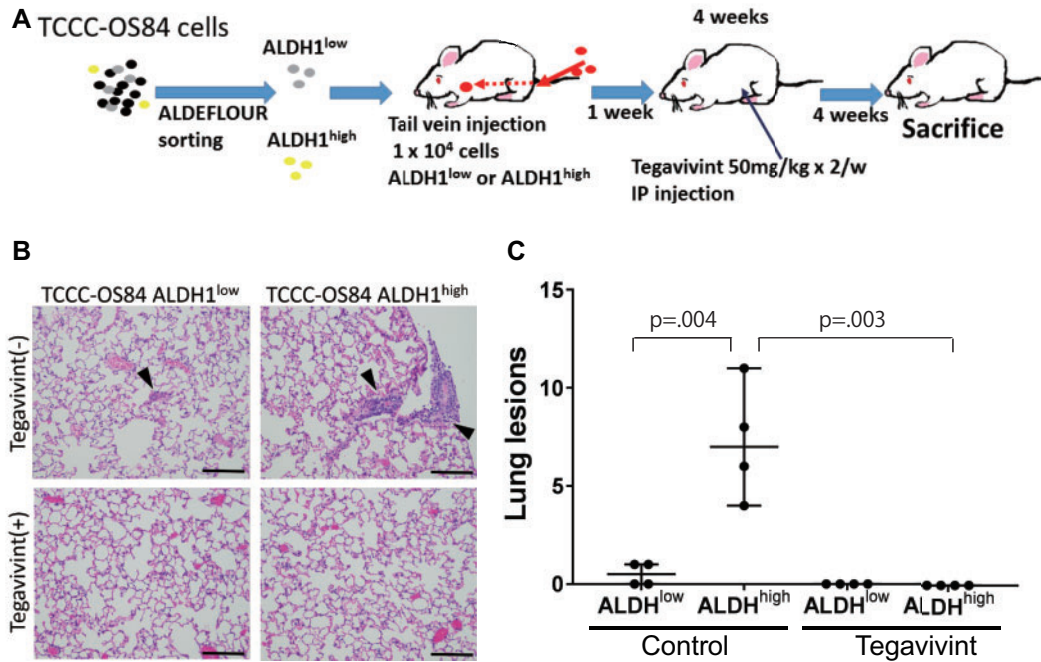 A
TCCC-OS84 cells
ALDEFLOUR
sorting
ALDH1low
ALDH1high
Tail vein injection
1 x 10⁴ cells
ALDH1low or ALDH1high
1 week
4 weeks
Tegavivint 50mg/kg x 2/w
IP injection
4 weeks
Sacrifice
B
TCCC-OS84 ALDH1low
TCCC-OS84 ALDH1high
Tegavivint(-)
Tegavivint(+)
C
Lung lesions
15
10
5
0
p=.004
p=.003
ALDHlow
ALDHhigh
ALDHlow
ALDHhigh
Control
Tegavivint